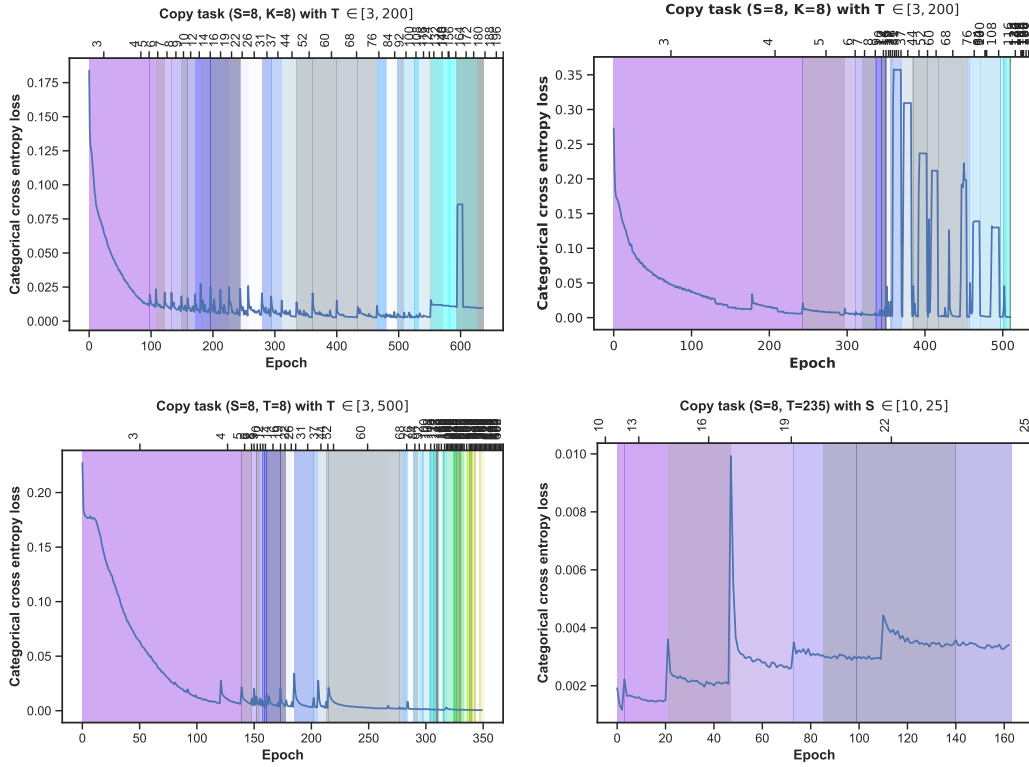 Copy task (S=8, K=8) with T ∈[3, 200]
3 4 5 6 7 8 9 10 12 14 16 19 22 26 31 37 44 52 60 68 76 84 92 100 108 116 164 172 180 188 196
Categorical cross entropy loss
0.175
0.150
0.125
0.100
0.075
0.050
0.025
0.000
0 100 200 300 400 500 600
Epoch
Copy task (S=8, K=8) with T ∈[3, 200]
3 4 5 6 7 8 37 44 52 60 68 76 108 116
Categorical cross entropy loss
0.35
0.30
0.25
0.20
0.15
0.10
0.05
0.00
0 100 200 300 400 500
Epoch
Copy task (S=8, T=8) with T ∈[3, 500]
3 4 5 26 31 37 52 60 68
Categorical cross entropy loss
0.20
0.15
0.10
0.05
0.00
0 50 100 150 200 250 300 350
Epoch
Copy task (S=8, T=235) with S ∈[10, 25]
10 13 16 19 22 25
Categorical cross entropy loss
0.010
0.008
0.006
0.004
0.002
0 20 40 60 80 100 120 140 160
Epoch